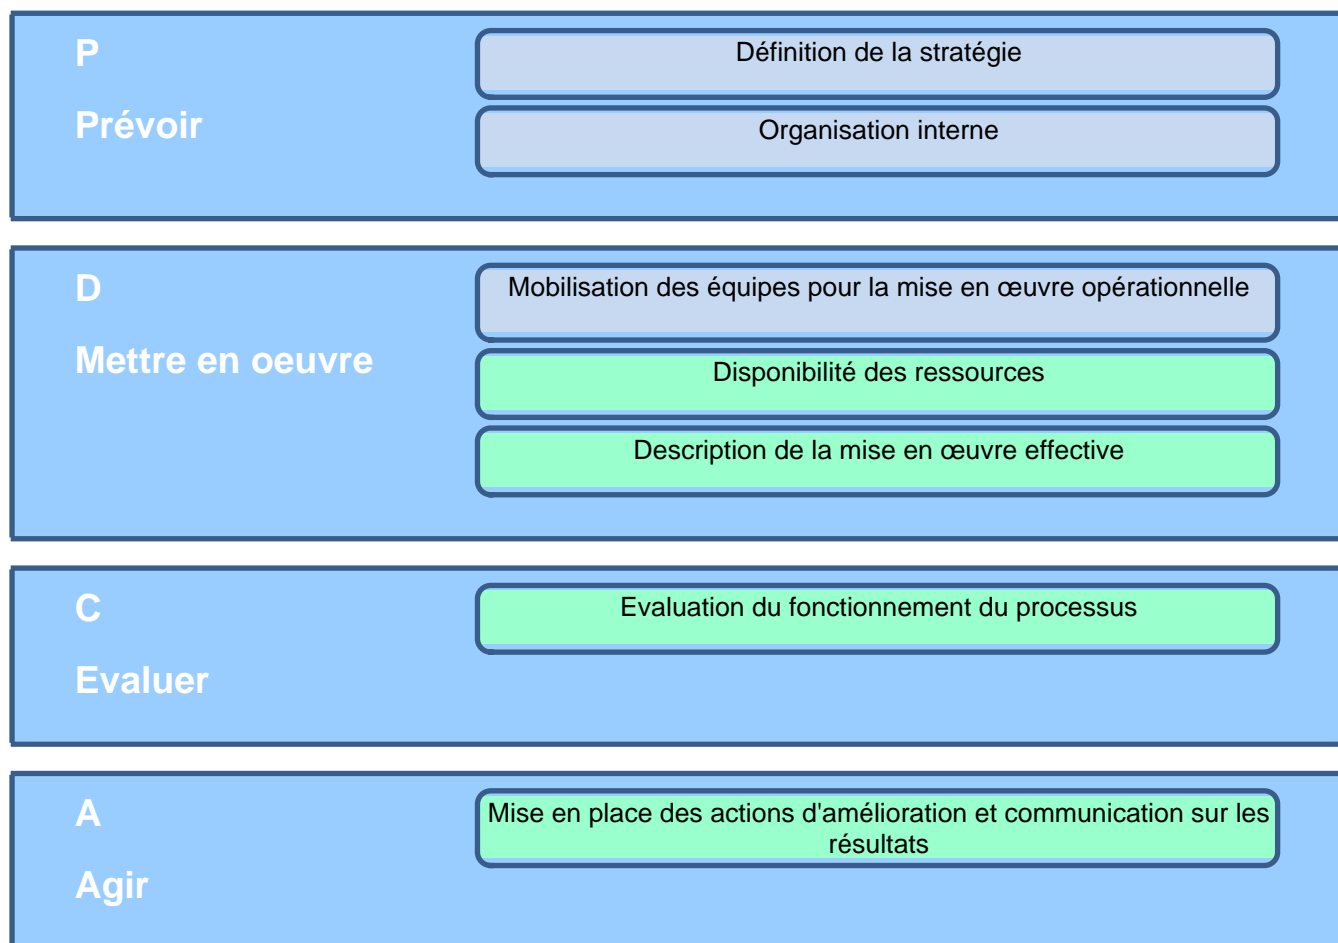 P
Prévoir
Définition de la stratégie
Organisation interne
D
Mettre en oeuvre
Mobilisation des équipes pour la mise en œuvre opérationnelle
Disponibilité des ressources
Description de la mise en œuvre effective
C
Evaluer
Evaluation du fonctionnement du processus
A
Agir
Mise en place des actions d'amélioration et communication sur les
résultats